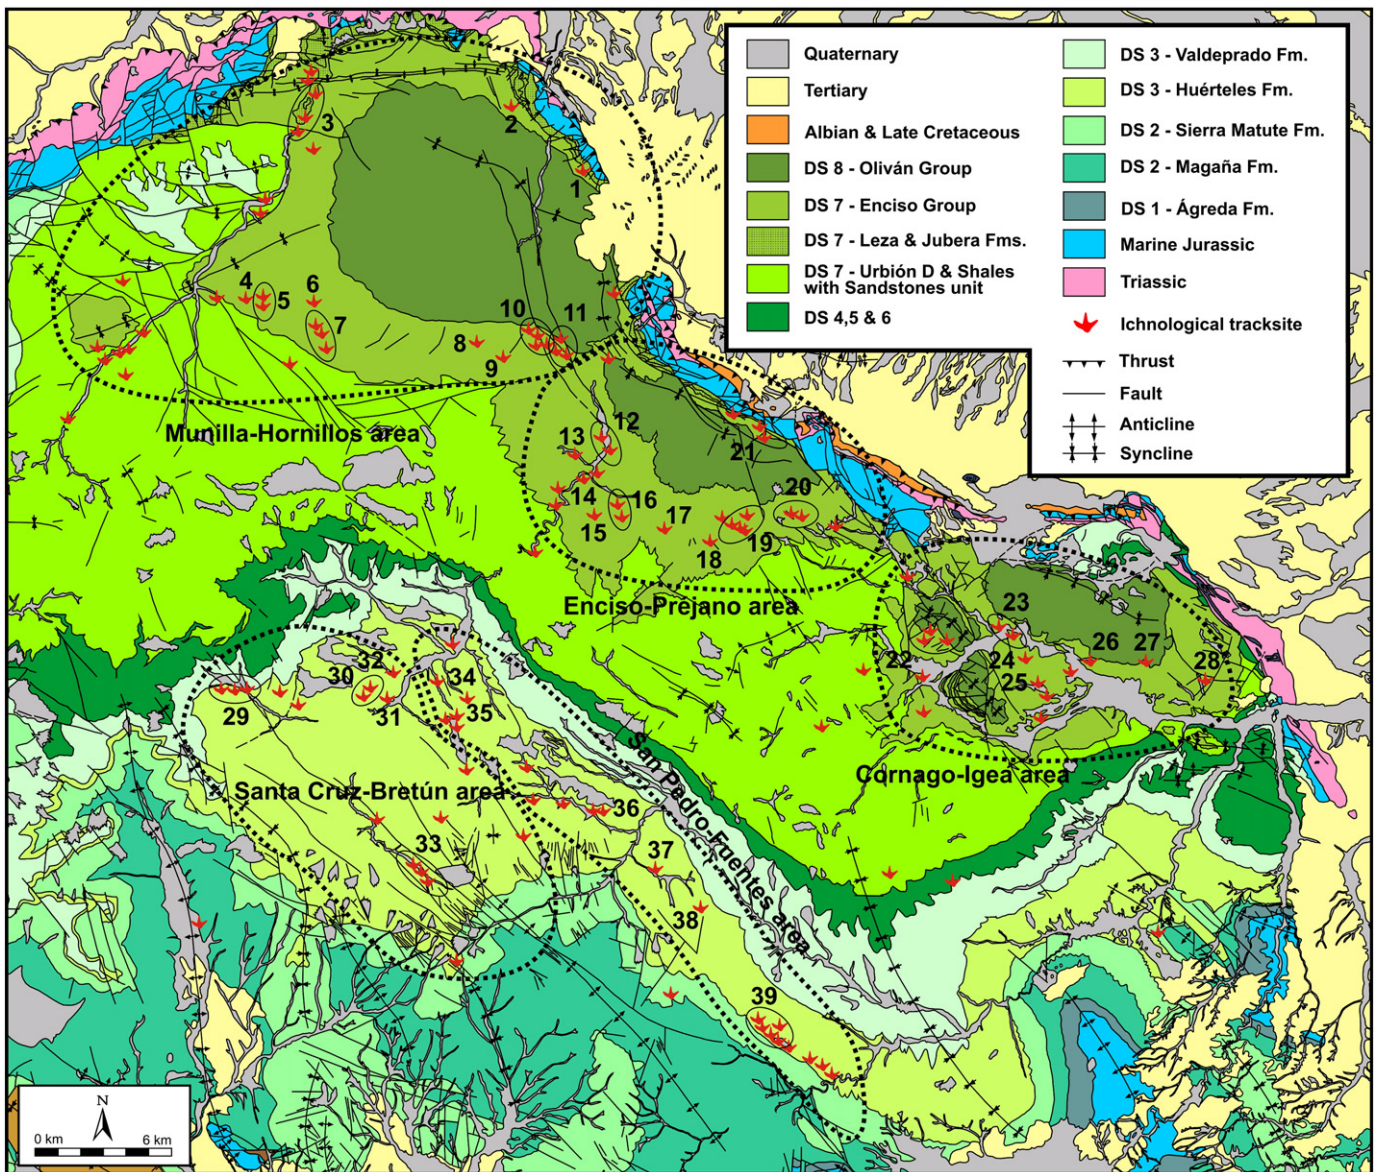 Quaternary
Tertiary
Albian & Late Cretaceous
DS 8 - Oliván Group
DS 7 - Enciso Group
DS 7 - Leza & Jubera Fms.
DS 7 - Urbión D & Shales
with Sandstones unit
DS 4,5 & 6
DS 3 - Valdeprado Fm.
DS 3 - Huérteles Fm.
DS 2 - Sierra Matute Fm.
DS 2 - Magaña Fm.
DS 1 - Ágreda Fm.
Marine Jurassic
Triassic
Ichnological tracksite
Thrust
Fault
Anticline
Syncline
3
2
1
4
5
6
7
8
9
10
11
Munilla-Hornillos area
12
13
14
15
16
17
18
19
20
21
Enciso-Préjano area
22
23
24
25
26
27
28
Cornago-Igea area
29
30
31
32
33
Santa Cruz-Bretún area
34
35
36
37
38
39
San Pedro-Fuentes area
N
0 km
6 km